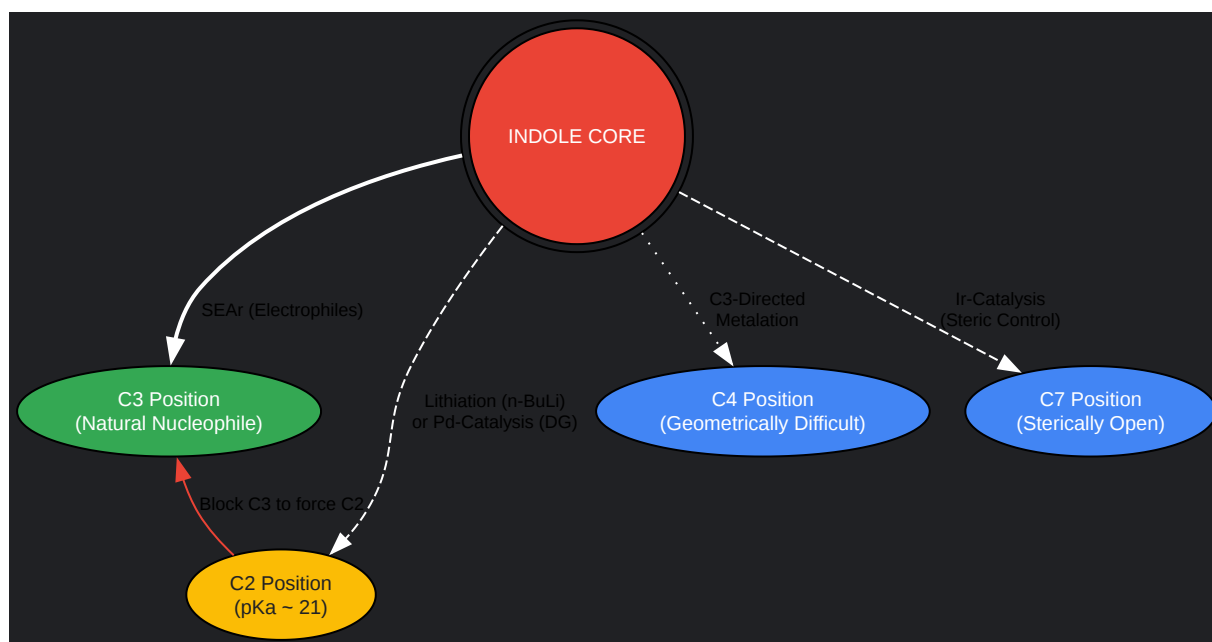 INDOLE CORE
SEAr (Electrophiles)
C3-Directed
Metalation
Ir-Catalysis
(Steric Control)
C3 Position
(Natural Nucleophile)
Lithiation (n-BuLi)
or Pd-Catalysis (DG)
C4 Position
(Geometrically Difficult)
C7 Position
(Sterically Open)
Block C3 to force C2
C2 Position
(pKa ~ 21)